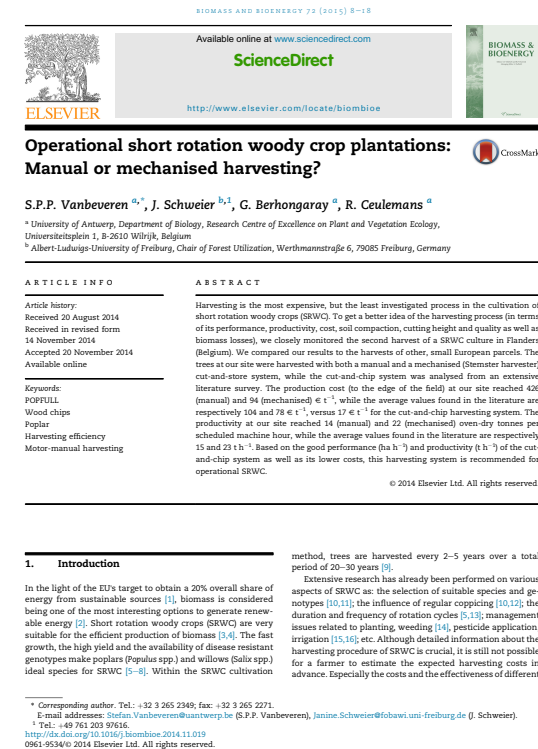 BIOMASS AND BIOENERGY 72 (2015) 8–18
Available online at www.sciencedirect.com
ScienceDirect
http://www.elsevier.com/locate/biombioe
ELSEVIER
BIOMASS &
BIOENERGY
Operational short rotation woody crop plantations:
Manual or mechanised harvesting?
CrossMark
S.P.P. Vanbeveren a,*, J. Schweier b,1, G. Berhongaray a, R. Ceulemans a
a University of Antwerp, Department of Biology, Research Centre of Excellence on Plant and Vegetation Ecology,
Universiteitsplein 1, B-2610 Wilrijk, Belgium
b Albert-Ludwigs-University of Freiburg, Chair of Forest Utilization, Werthmannstraße 6, 79085 Freiburg, Germany
ARTICLE INFO
Article history:
Received 20 August 2014
Received in revised form
14 November 2014
Accepted 20 November 2014
Available online
Keywords:
POPFULL
Wood chips
Poplar
Harvesting efficiency
Motor-manual harvesting
ABSTRACT
Harvesting is the most expensive, but the least investigated process in the cultivation of
short rotation woody crops (SRWC). To get a better idea of the harvesting process (in terms
of its performance, productivity, cost, soil compaction, cutting height and quality as well as
biomass losses), we closely monitored the second harvest of a SRWC culture in Flanders
(Belgium). We compared our results to the harvests of other, small European parcels. The
trees at our site were harvested with both a manual and a mechanised (Stemster harvester)
cut-and-store system, while the cut-and-chip system was analysed from an extensive
literature survey. The production cost (to the edge of the field) at our site reached 426
(manual) and 94 (mechanised) € t−1, while the average values found in the literature are
respectively 104 and 78 € t−1, versus 17 € t−1 for the cut-and-chip harvesting system. The
productivity at our site reached 14 (manual) and 22 (mechanised) oven-dry tonnes per
scheduled machine hour, while the average values found in the literature are respectively
15 and 23 t h−1. Based on the good performance (ha h−1) and productivity (t h−1) of the cut-
and-chip system as well as its lower costs, this harvesting system is recommended for
operational SRWC.
© 2014 Elsevier Ltd. All rights reserved.
1. Introduction
In the light of the EU's target to obtain a 20% overall share of
energy from sustainable sources [1], biomass is considered
being one of the most interesting options to generate renew-
able energy [2]. Short rotation woody crops (SRWC) are very
suitable for the efficient production of biomass [3,4]. The fast
growth, the high yield and the availability of disease resistant
genotypes make poplars (Populus spp.) and willows (Salix spp.)
ideal species for SRWC [5–8]. Within the SRWC cultivation
method, trees are harvested every 2–5 years over a total
period of 20–30 years [9].
Extensive research has already been performed on various
aspects of SRWC as: the selection of suitable species and ge-
notypes [10,11]; the influence of regular coppicing [10,12]; the
duration and frequency of rotation cycles [5,13]; management
issues related to planting, weeding [14], pesticide application,
irrigation [15,16]; etc. Although detailed information about the
harvesting procedure of SRWC is crucial, it is still not possible
for a farmer to estimate the expected harvesting costs in
advance. Especially the costs and the effectiveness of different
* Corresponding author. Tel.: +32 3 265 2349; fax: +32 3 265 2271.
E-mail addresses: Stefan.Vanbeveren@uantwerp.be (S.P.P. Vanbeveren), Janine.Schweier@fobawi.uni-freiburg.de (J. Schweier).
1 Tel.: +49 761 203 97616.
http://dx.doi.org/10.1016/j.biombioe.2014.11.019
0961-9534/© 2014 Elsevier Ltd. All rights reserved.